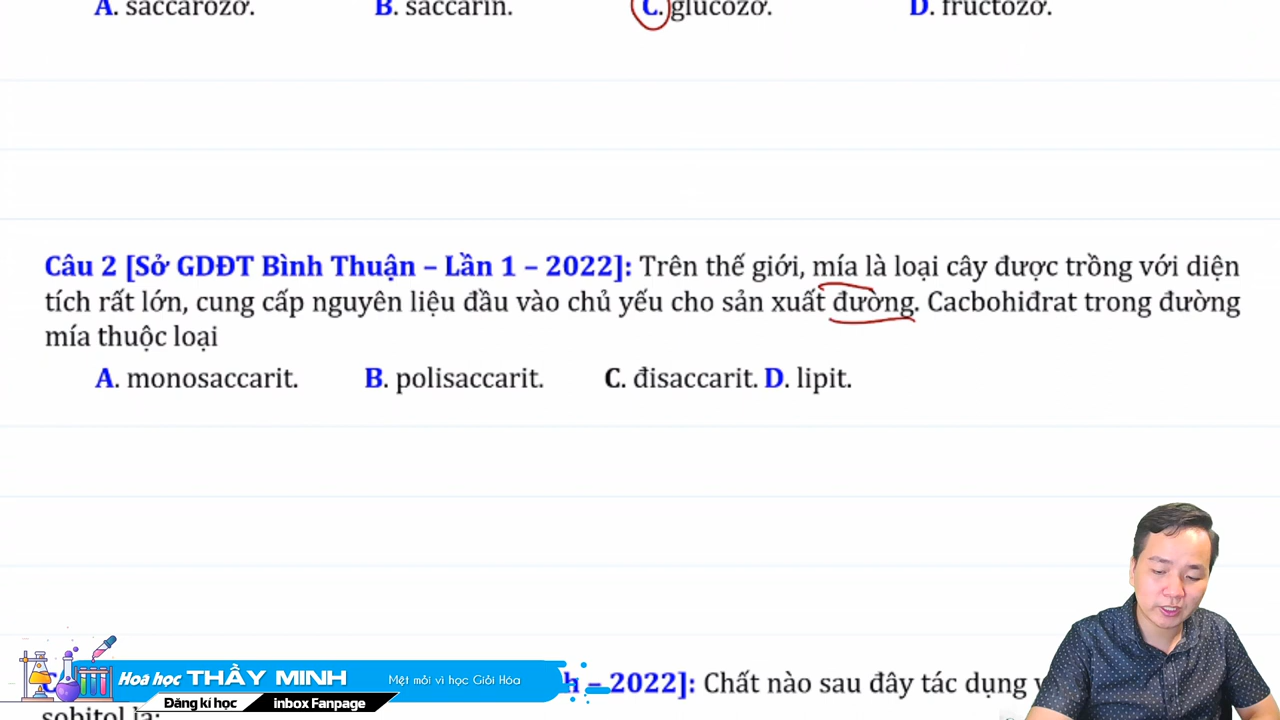 A. saccarozơ. B. saccarin. C. glucozơ. D. fructozơ.
Câu 2 [Sở GDĐT Bình Thuận – Lần 1 – 2022]: Trên thế giới, mía là loại cây được trồng với diện
tích rất lớn, cung cấp nguyên liệu đầu vào chủ yếu cho sản xuất đường. Cacbohiđrat trong đường
mía thuộc loại
A. monosaccarit. B. polisaccarit. C. đisaccarit. D. lipit.
– 2022]: Chất nào sau đây tác dụng
sobitol là:
Hoá học THẦY MINH
Mệt mỏi vì học Giỏi Hóa
Đăng kí học inbox Fanpage